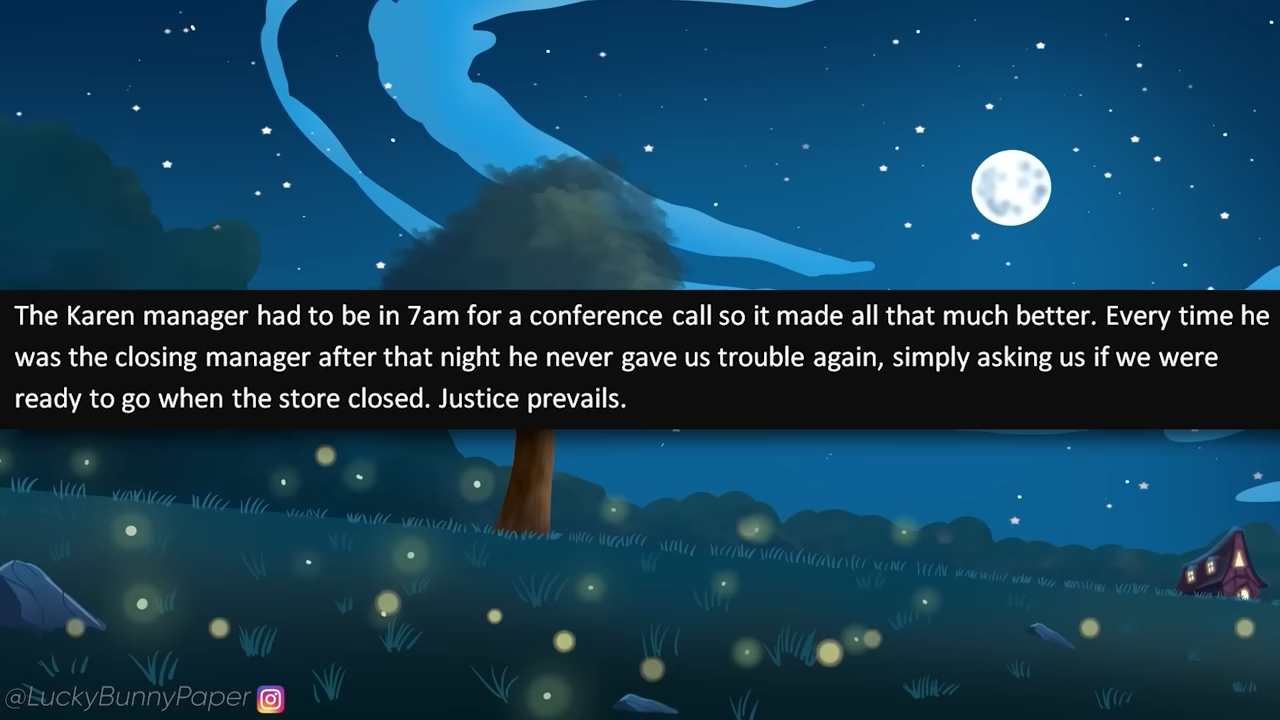 The Karen manager had to be in 7am for a conference call so it made all that much better. Every time he
was the closing manager after that night he never gave us trouble again, simply asking us if we were
ready to go when the store closed. Justice prevails.
@LuckyBunnyPaper